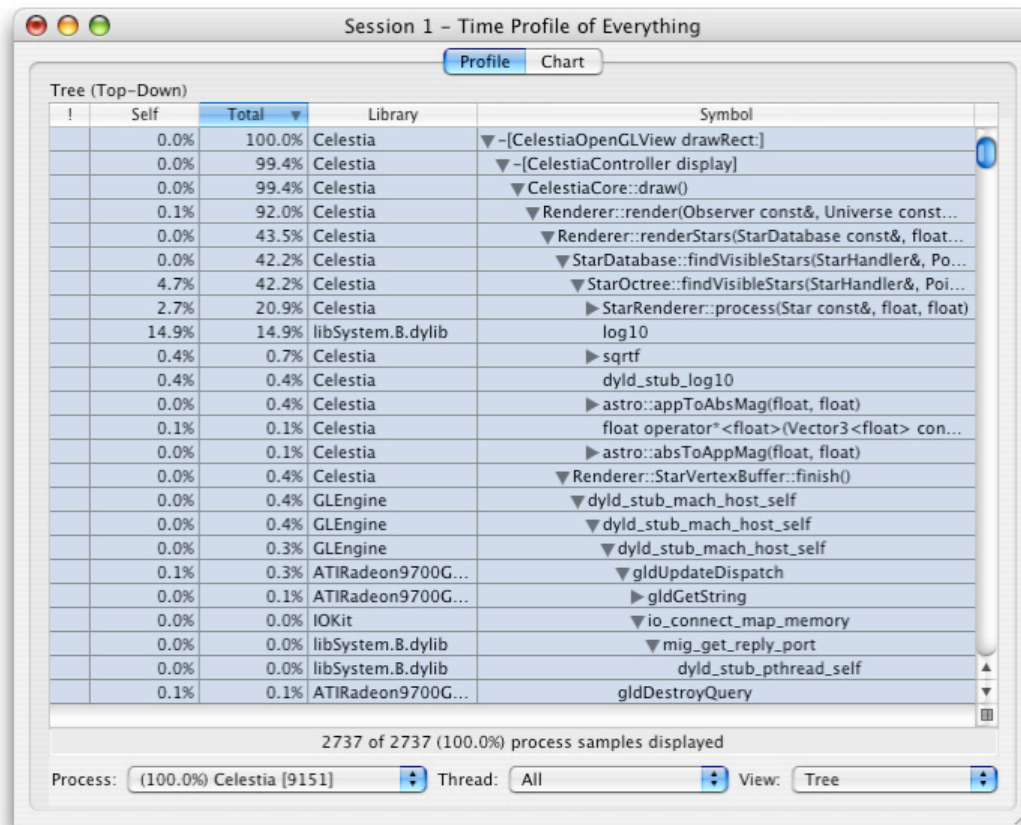 Session 1 – Time Profile of Everything
Profile Chart
Tree (Top-Down)
! Self Total Library Symbol
0.0% 100.0% Celestia -[CelestiaOpenGLView drawRect:]
0.0% 99.4% Celestia -[CelestiaController display]
0.0% 99.4% Celestia CelestiaCore::draw()
0.1% 92.0% Celestia Renderer::render(Observer const&, Universe const...
0.0% 43.5% Celestia Renderer::renderStars(StarDatabase const&, float...
0.0% 42.2% Celestia StarDatabase::findVisibleStars(StarHandler&, Po...
4.7% 42.2% Celestia StarOctree::findVisibleStars(StarHandler&, Poi...
2.7% 20.9% Celestia StarRenderer::process(Star const&, float, float)
14.9% 14.9% libSystem.B.dylib log10
0.4% 0.7% Celestia sqrtf
0.4% 0.4% Celestia dyld_stub_log10
0.0% 0.4% Celestia astro::appToAbsMag(float, float)
0.1% 0.1% Celestia float operator*<float>(Vector3<float> con...
0.0% 0.1% Celestia astro::absToAppMag(float, float)
0.0% 0.4% Celestia Renderer::StarVertexBuffer::finish()
0.0% 0.4% GLEngine dyld_stub_mach_host_self
0.0% 0.4% GLEngine dyld_stub_mach_host_self
0.0% 0.3% GLEngine dyld_stub_mach_host_self
0.1% 0.3% ATIRadeon9700G... gldUpdateDispatch
0.0% 0.1% ATIRadeon9700G... gldGetString
0.0% 0.0% IOKit io_connect_map_memory
0.0% 0.0% libSystem.B.dylib mig_get_reply_port
0.0% 0.0% libSystem.B.dylib dyld_stub_pthread_self
0.1% 0.1% ATIRadeon9700G... gldDestroyQuery
2737 of 2737 (100.0%) process samples displayed
Process: (100.0%) Celestia [9151] Thread: All View: Tree